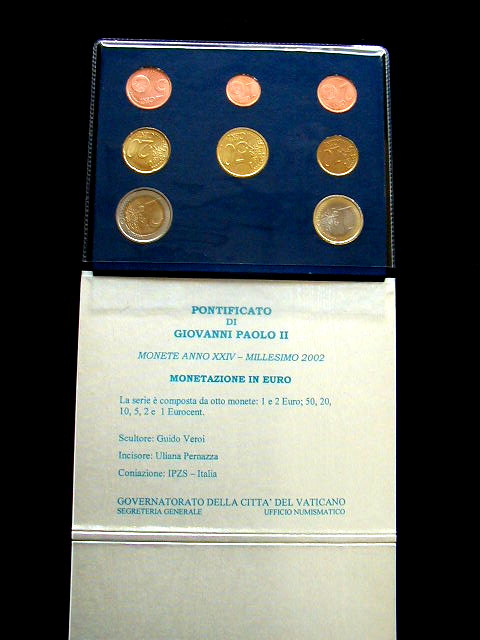 PONTIFICATO
DI
GIOVANNI PAOLO II
MONETE ANNO XXIV – MILLESIMO 2002
MONETAZIONE IN EURO
La serie è composta da otto monete: 1 e 2 Euro; 50, 20,
10, 5, 2 e 1 Eurocent.
Scultore: Guido Veroi
Incisore: Uliana Pernazza
Coniazione: IPZS – Italia
GOVERNATORATO DELLA CITTA' DEL VATICANO
SEGRETERIA GENERALE UFFICIO NUMISMATICO